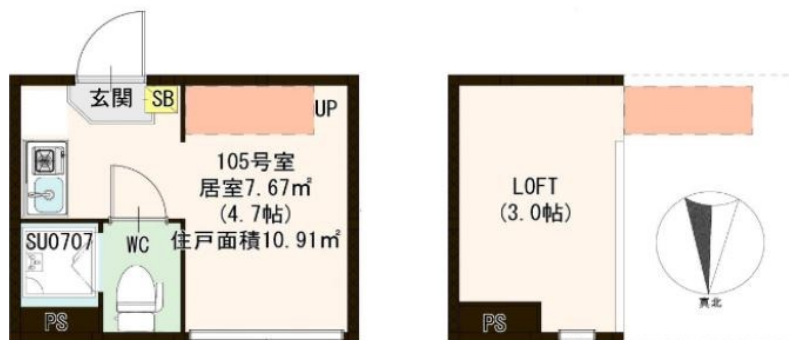 玄関
SB
UP
105号室
居室7.67㎡
(4.7帖)
住戸面積10.91㎡
SU0707
WC
PS
LOFT
(3.0帖)
PS
真北